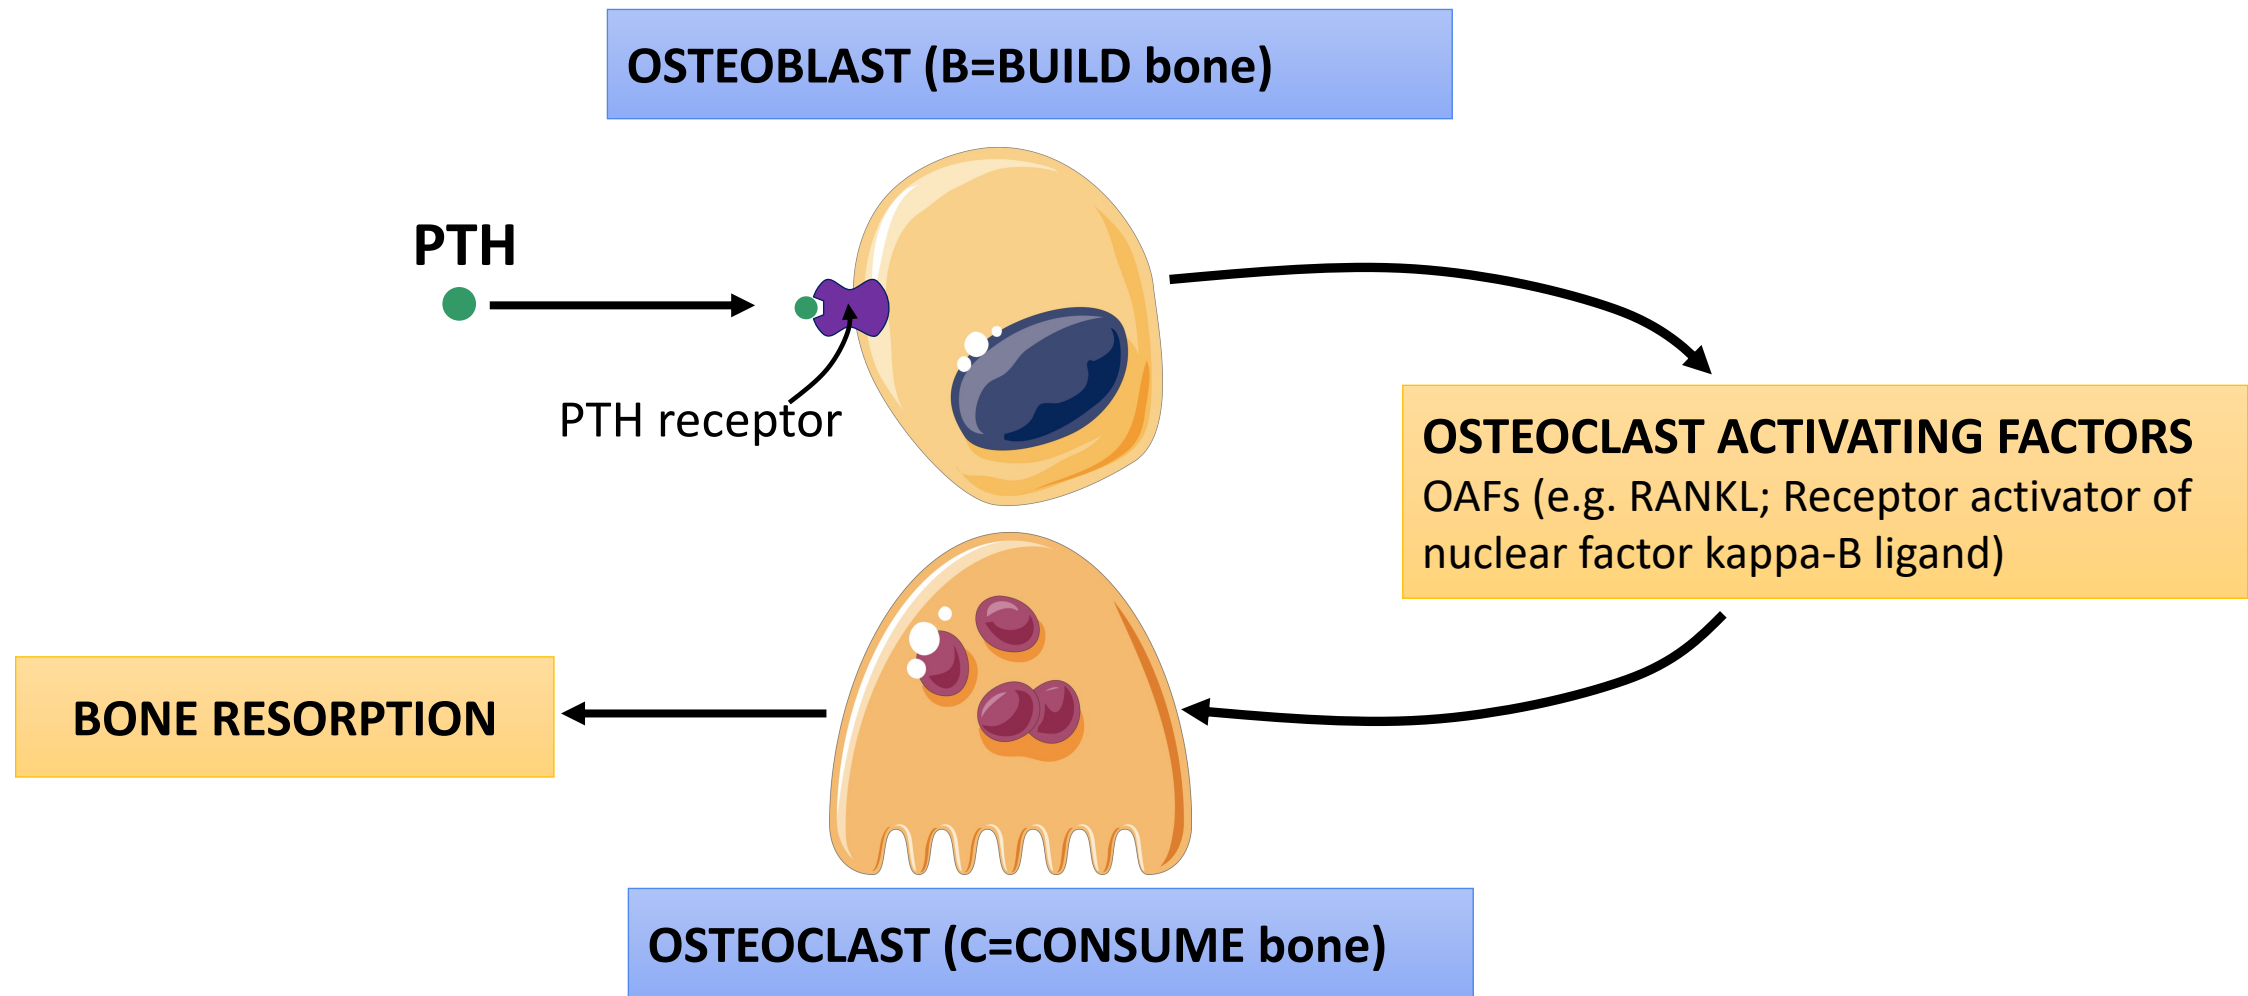 OSTEOBLAST (B=BUILD bone)
PTH
PTH receptor
OSTEOCLAST ACTIVATING FACTORS
OAFs (e.g. RANKL; Receptor activator of
nuclear factor kappa-B ligand)
BONE RESORPTION
OSTEOCLAST (C=CONSUME bone)